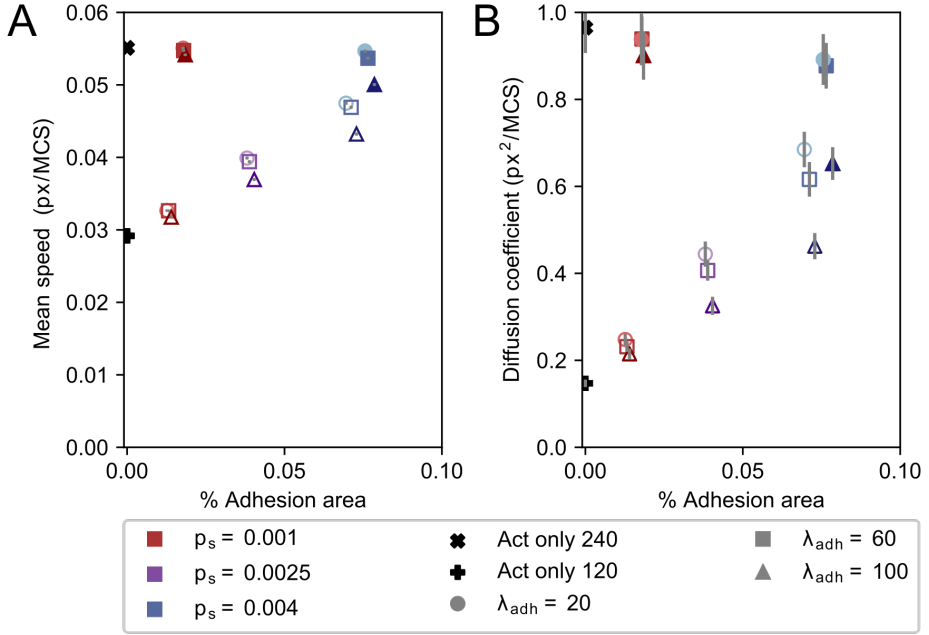 A
B
0.06
0.05
0.04
0.03
0.02
0.01
0.00
Mean speed (px/MCS)
0.00 0.05 0.10
% Adhesion area
1.0
0.8
0.6
0.4
0.2
0.0
Diffusion coefficient (px²/MCS)
0.00 0.05 0.10
% Adhesion area
pₛ = 0.001
pₛ = 0.0025
pₛ = 0.004
Act only 240
Act only 120
λadh = 20
λadh = 60
λadh = 100